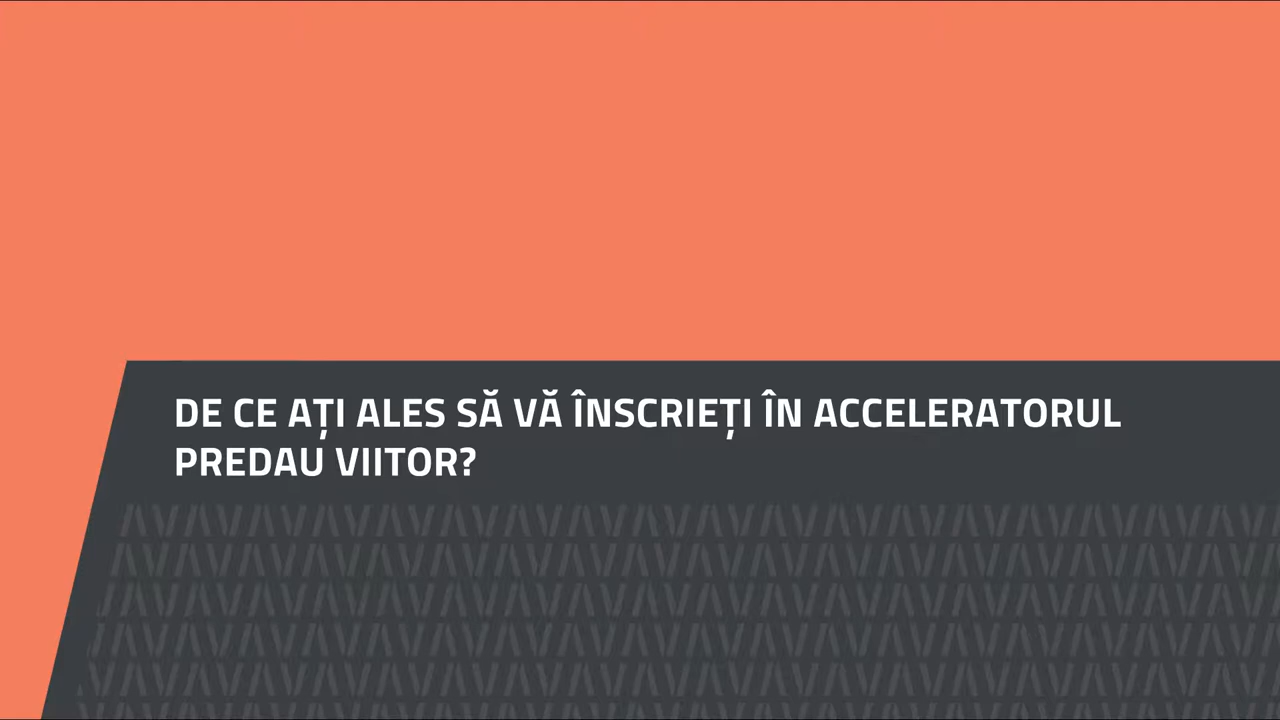 DE CE AȚI ALES SĂ VĂ ÎNSCRIEȚI ÎN ACCELERATORUL
PREDAU VIITOR?